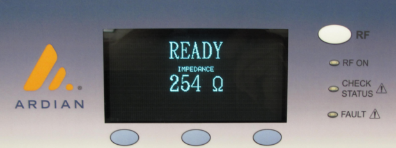 READY
IMPEDANCE
254 Ω
ARDIAN
RF
RF ON
CHECK
STATUS
FAULT